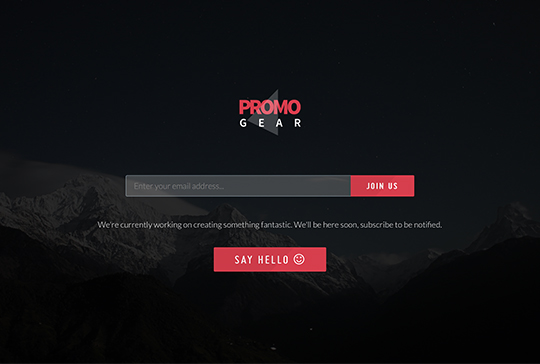 PROMO
GEAR
Enter your email address...
JOIN US
We're currently working on creating something fantastic. We'll be here soon, subscribe to be notified.
SAY HELLO